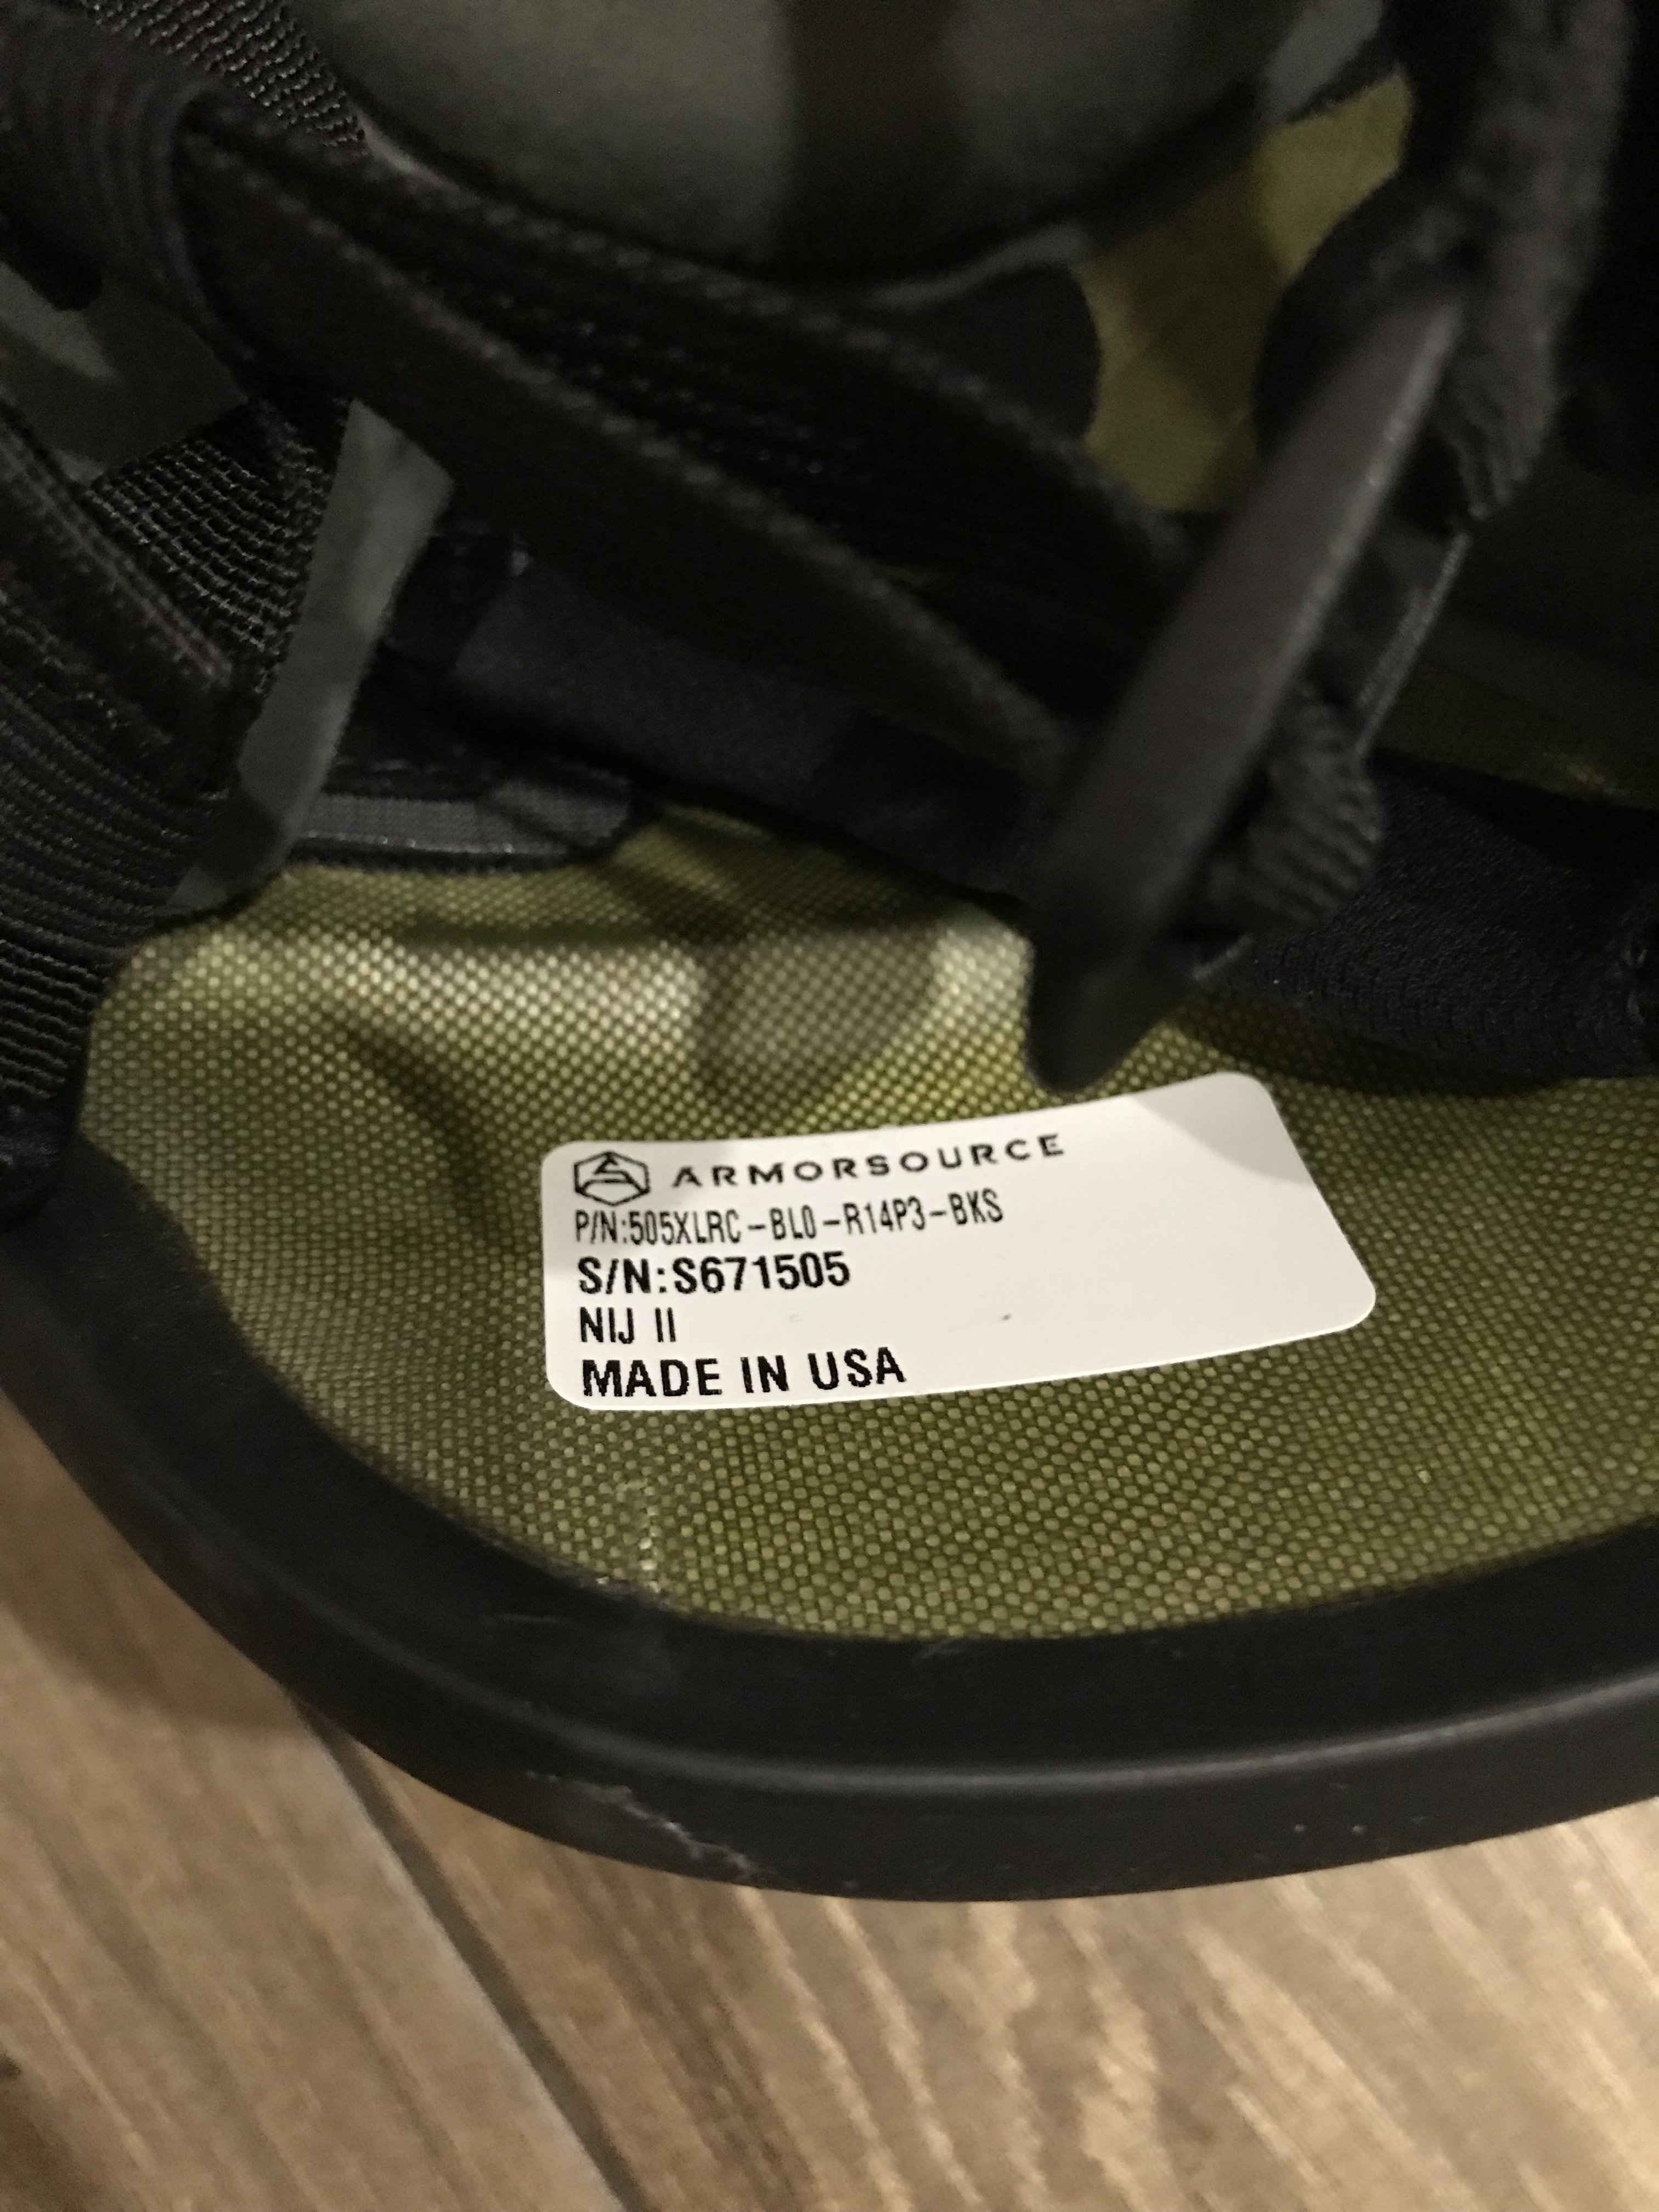 ARMORSOURCE
P/N:505XLRC-BL0-R14P3-BKS
S/N:S671505
NIJ II
MADE IN USA